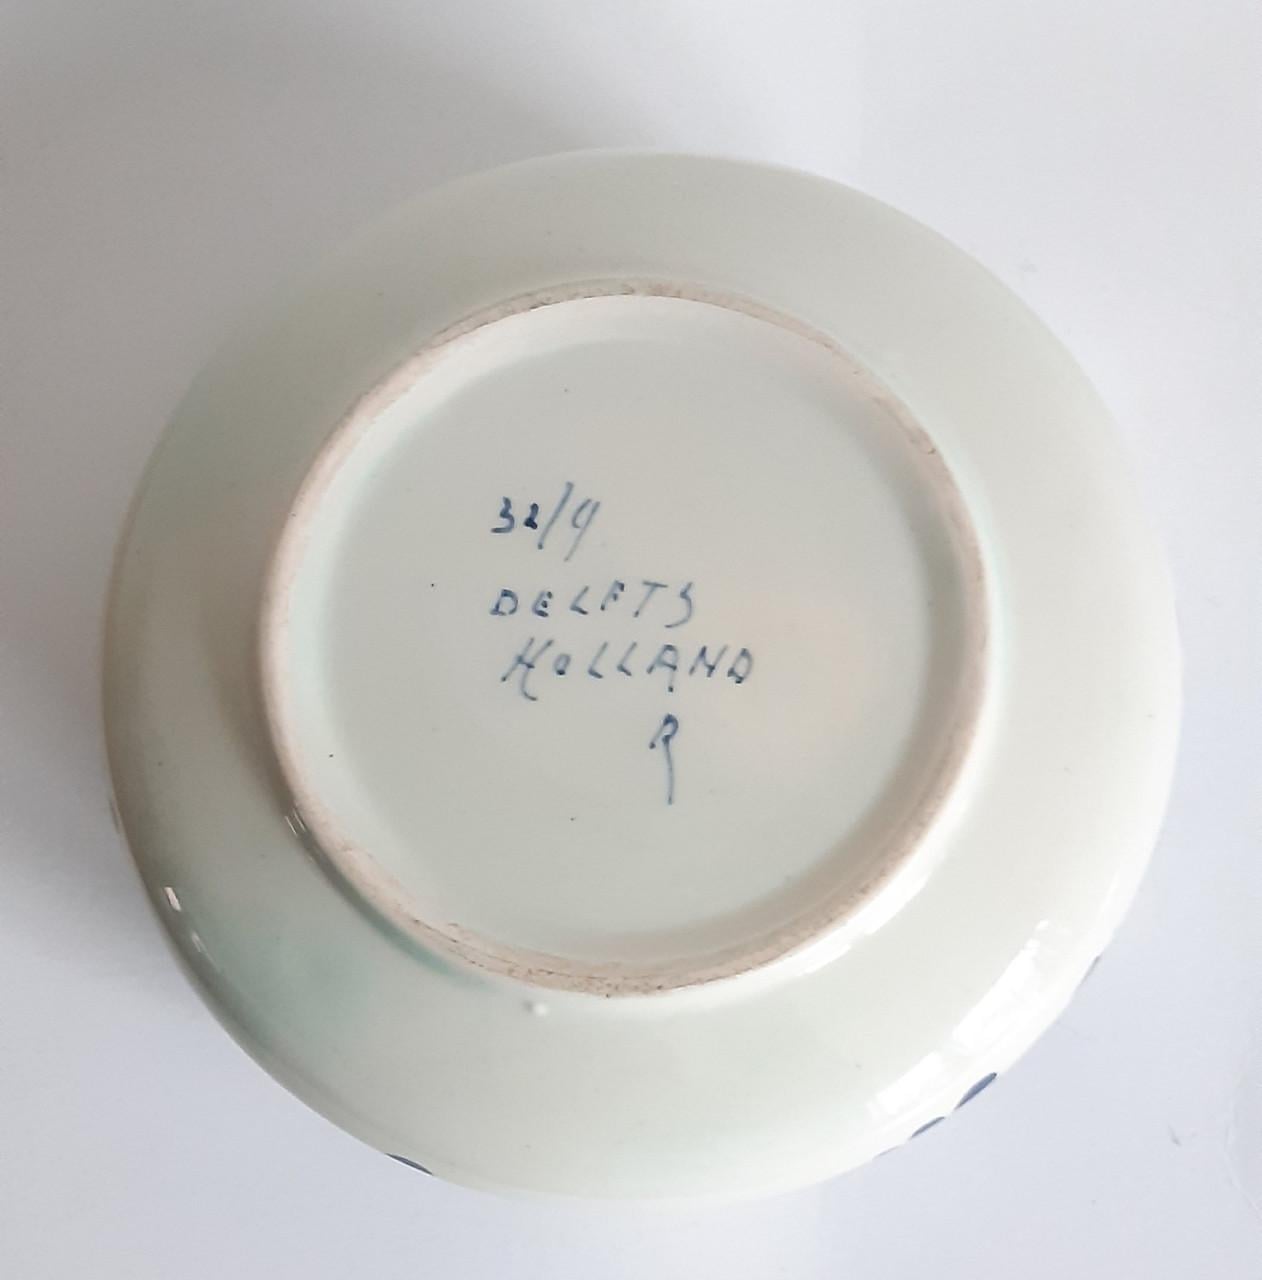 32/9
DELFTS
HOLLAND
R